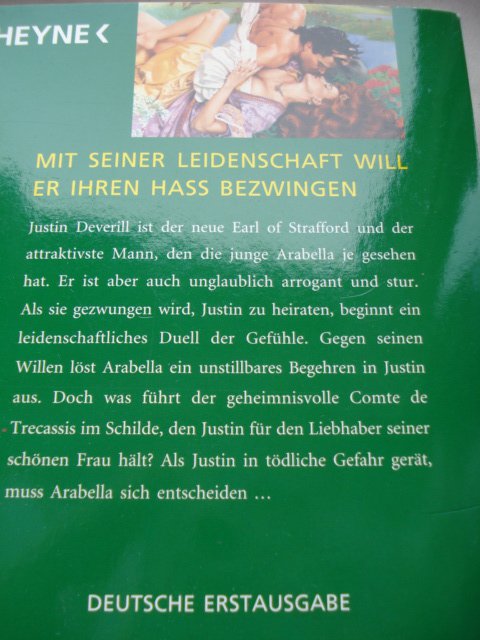 HEYNE<
MIT SEINER LEIDENSCHAFT WILL
ER IHREN HASS BEZWINGEN
Justin Deverill ist der neue Earl of Strafford und der
attraktivste Mann, den die junge Arabella je gesehen
hat. Er ist aber auch unglaublich arrogant und stur.
Als sie gezwungen wird, Justin zu heiraten, beginnt ein
leidenschaftliches Duell der Gefühle. Gegen seinen
Willen löst Arabella ein unstillbares Begehren in Justin
aus. Doch was führt der geheimnisvolle Comte de
Trecassis im Schilde, den Justin für den Liebhaber seiner
schönen Frau hält? Als Justin in tödliche Gefahr gerät,
muss Arabella sich entscheiden ...
DEUTSCHE ERSTAUSGABE